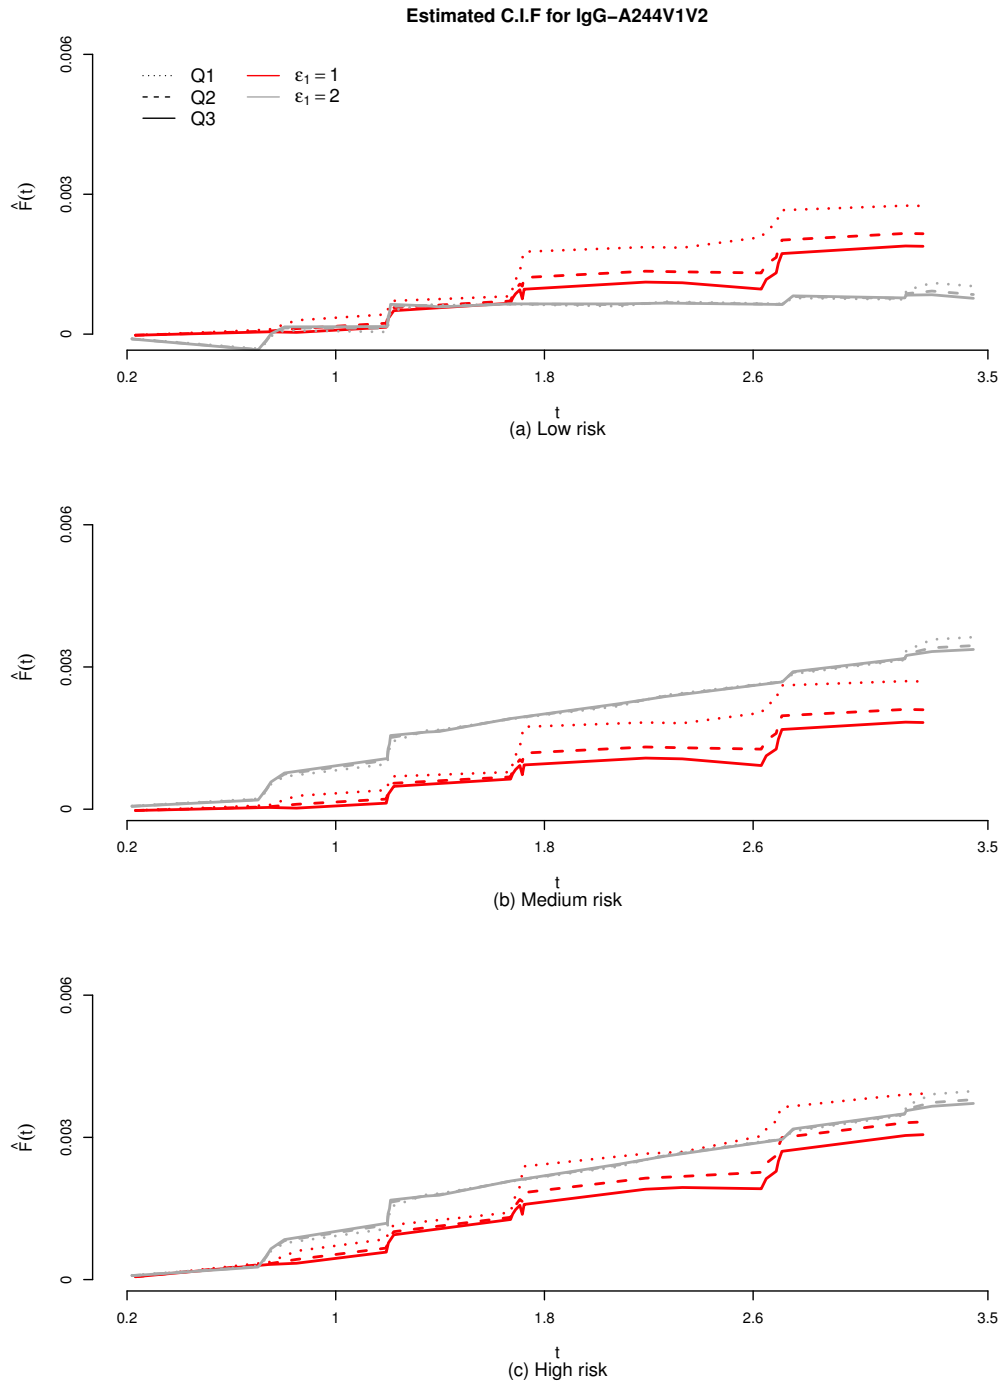 Estimated C.I.F for IgG−A244V1V2
0.006
Q1 ε₁ = 1
Q2 ε₁ = 2
Q3
0.003
F̂(t)
0
0.2 1 1.8 2.6 3.5
t
(a) Low risk
0.006
0.003
F̂(t)
0
0.2 1 1.8 2.6 3.5
t
(b) Medium risk
0.006
0.003
F̂(t)
0
0.2 1 1.8 2.6 3.5
t
(c) High risk